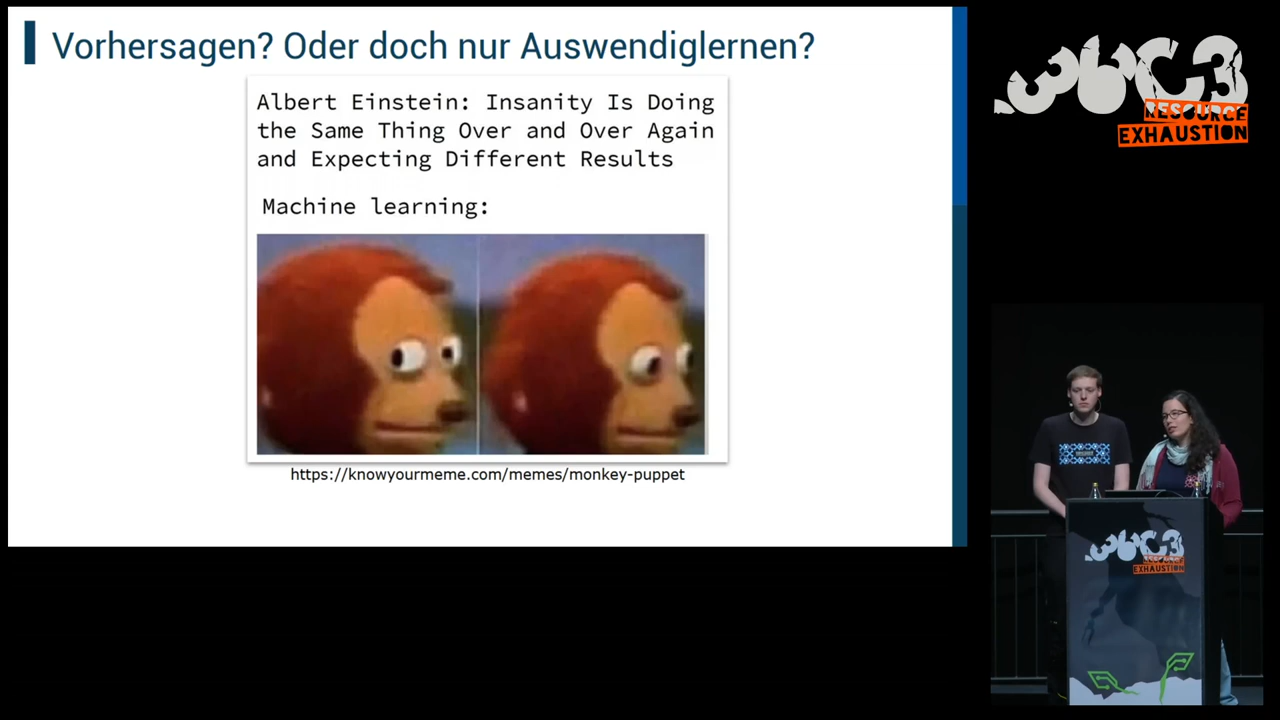 Vorhersagen? Oder doch nur Auswendiglernen?
Albert Einstein: Insanity Is Doing
the Same Thing Over and Over Again
and Expecting Different Results
Machine learning:
https://knowyourmeme.com/memes/monkey-puppet
36C3
RESOURCE
EXHAUSTION
36C3
RESOURCE
EXHAUSTION